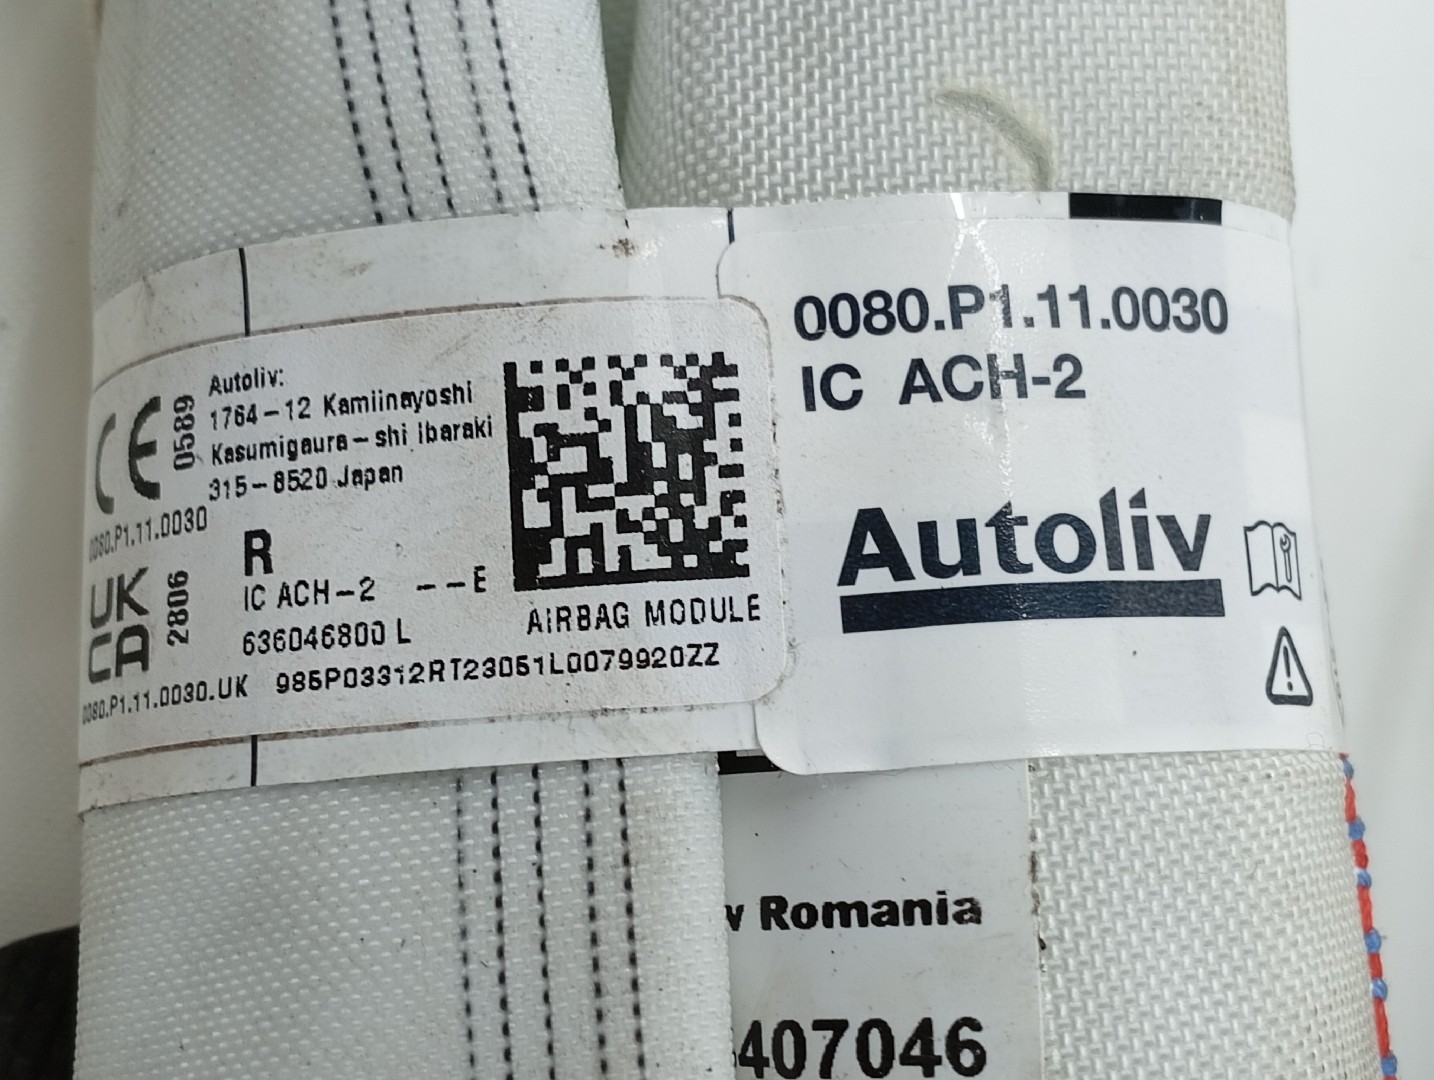 CE 0589
Autoliv:
1764-12 Kamiinayoshi
Kasumigaura-shi Ibaraki
315-8520 Japan
0080.P1.11.0030
UK
CA 2806
R
IC ACH-2 --E
636046800 L
AIRBAG MODULE
0080.P1.11.0030.UK
985P03312RT23051L0079920ZZ
0080.P1.11.0030
IC ACH-2
Autoliv
v Romania
407046